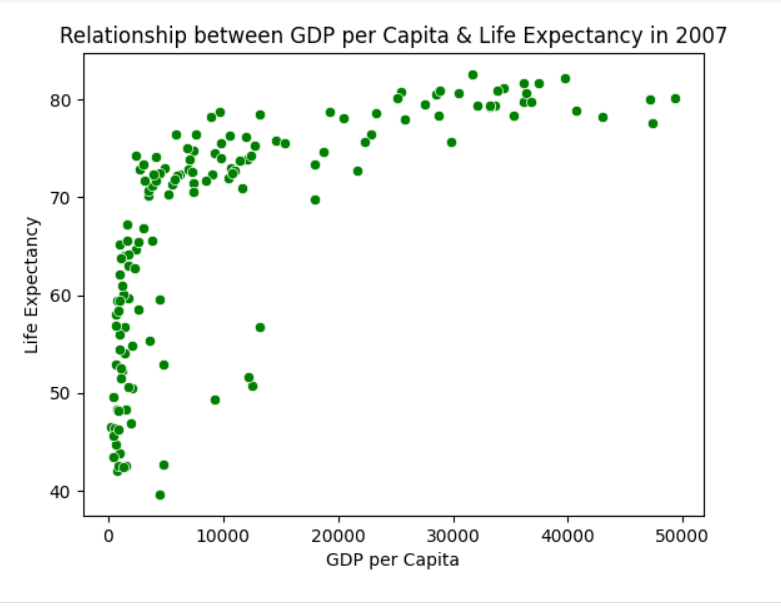 Relationship between GDP per Capita & Life Expectancy in 2007
80
70
60
50
40
Life Expectancy
0 10000 20000 30000 40000 50000
GDP per Capita